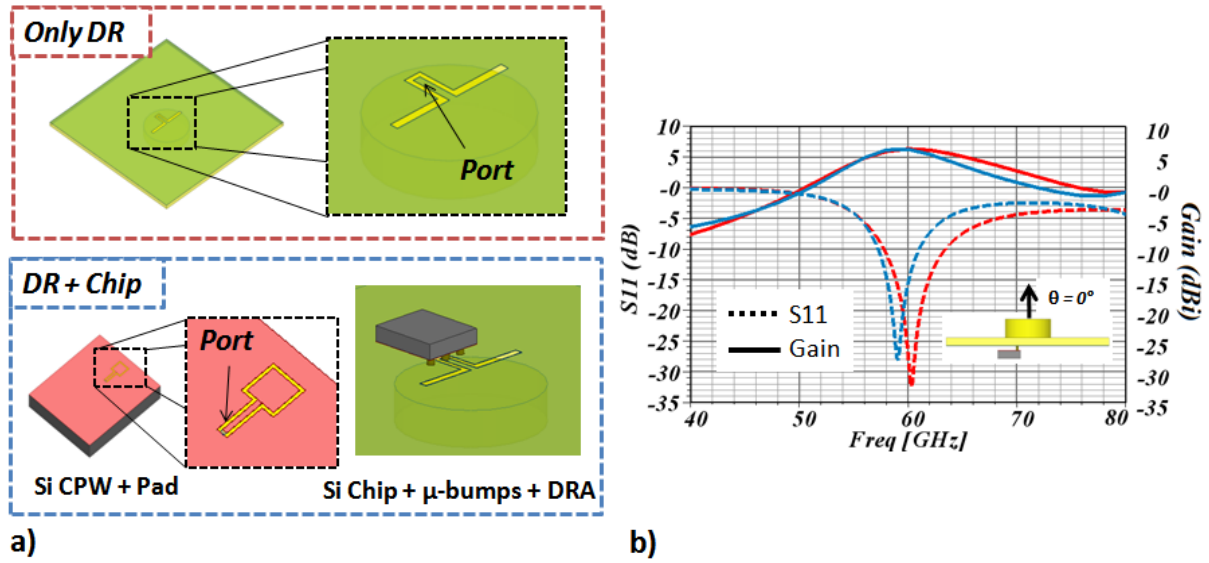 Only DR
Port
DR + Chip
Port
Si CPW + Pad
Si Chip + μ-bumps + DRA
a)
10
5
-0
-5
-10
-15
-20
-25
-30
-35
S11 (dB)
40
50
60
70
80
Freq [GHz]
10
5
-0
-5
-10
-15
-20
-25
-30
-35
Gain (dBi)
S11
Gain
θ = 0°
b)